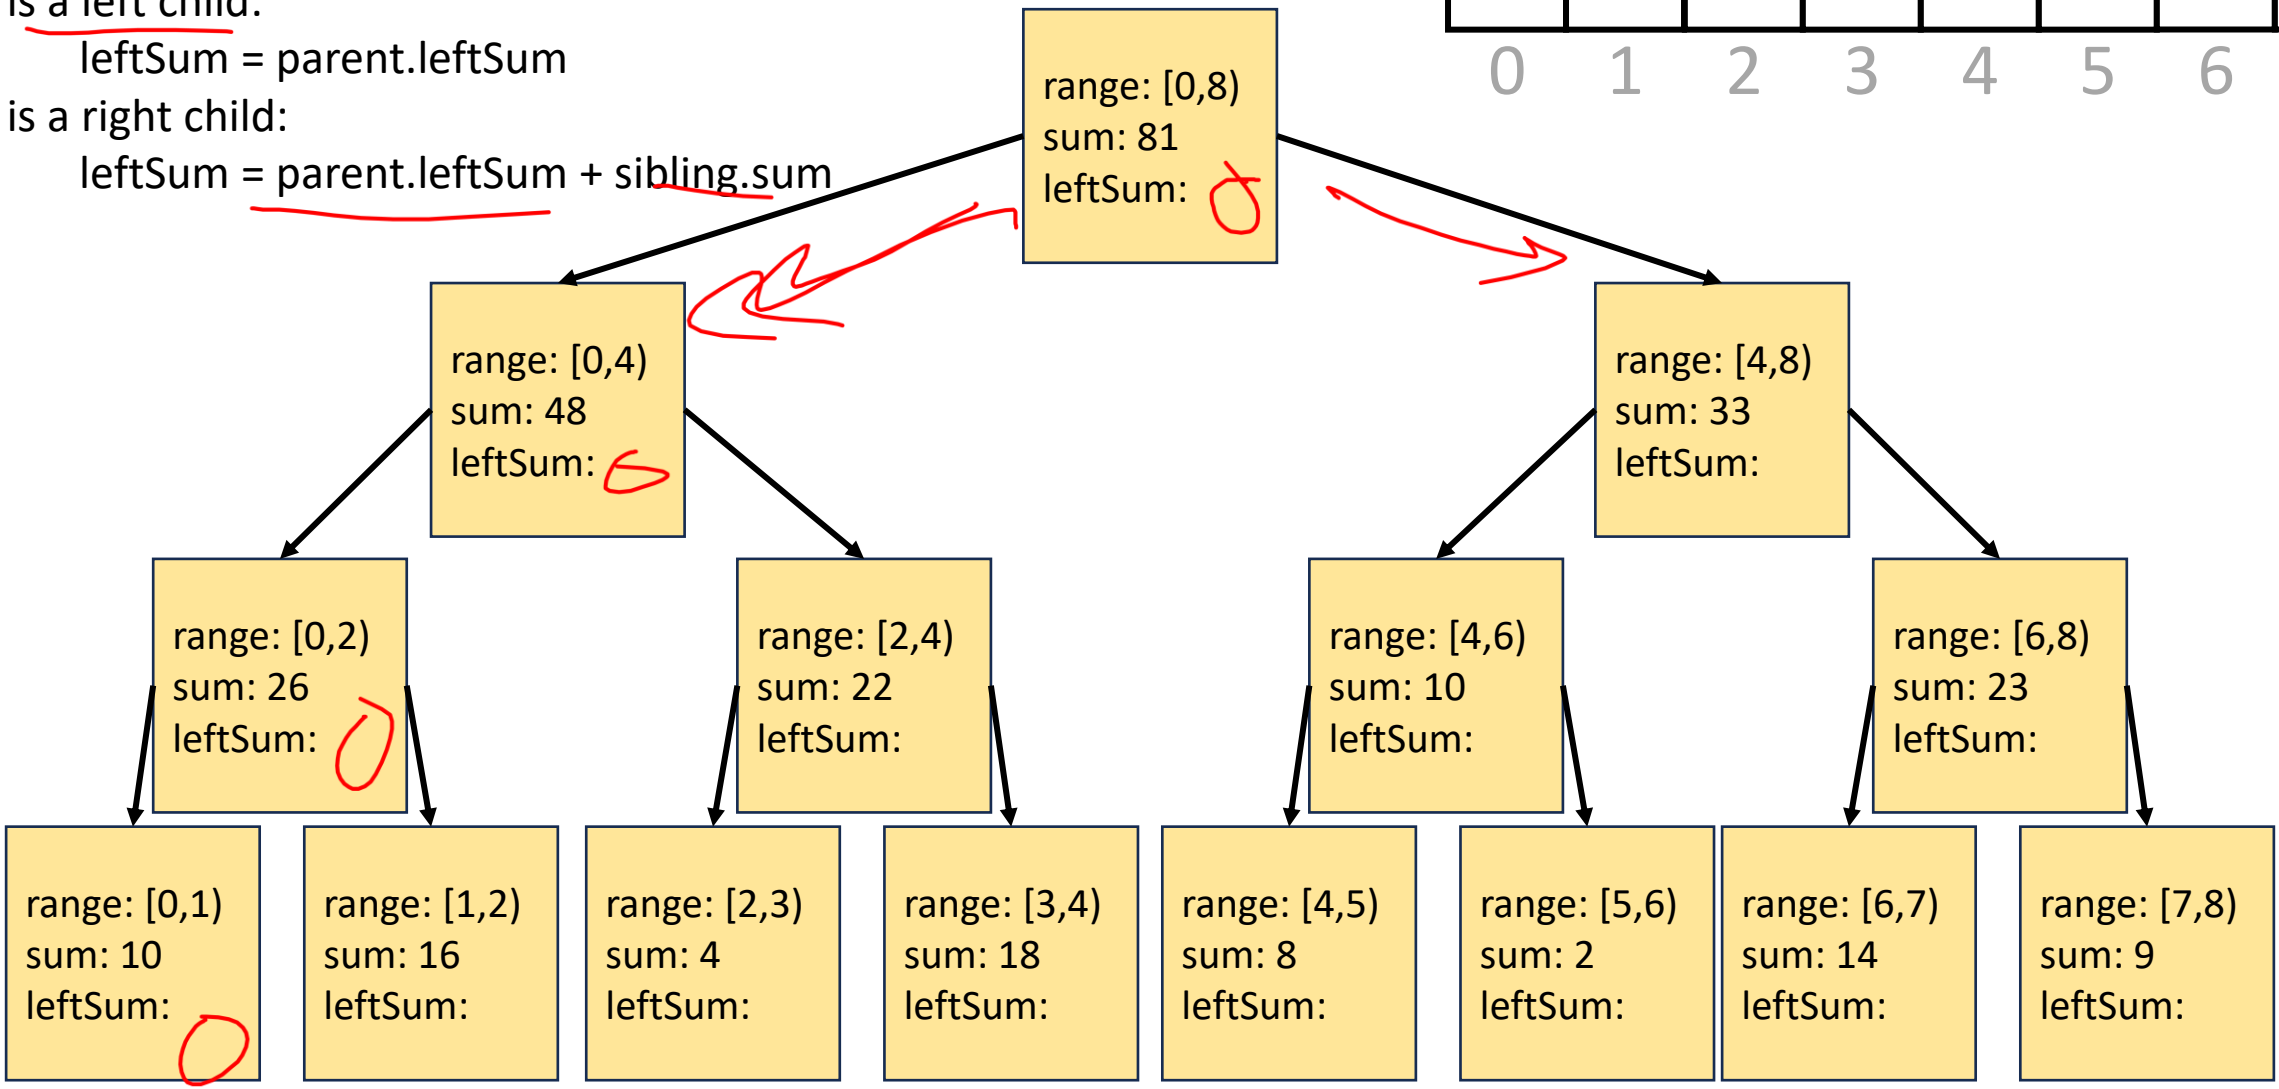 is a left child:
leftSum = parent.leftSum
is a right child:
leftSum = parent.leftSum + sibling.sum
0 1 2 3 4 5 6
range: [0,8)
sum: 81
leftSum: 0
range: [0,4)
sum: 48
leftSum: 0
range: [4,8)
sum: 33
leftSum:
range: [0,2)
sum: 26
leftSum: 0
range: [2,4)
sum: 22
leftSum:
range: [4,6)
sum: 10
leftSum:
range: [6,8)
sum: 23
leftSum:
range: [0,1)
sum: 10
leftSum: 0
range: [1,2)
sum: 16
leftSum:
range: [2,3)
sum: 4
leftSum:
range: [3,4)
sum: 18
leftSum:
range: [4,5)
sum: 8
leftSum:
range: [5,6)
sum: 2
leftSum:
range: [6,7)
sum: 14
leftSum:
range: [7,8)
sum: 9
leftSum: